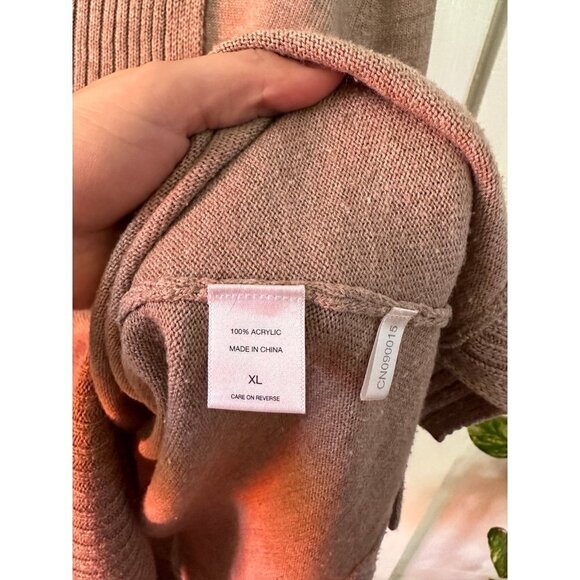 100% ACRYLIC
MADE IN CHINA
XL
CARE ON REVERSE
CN090015